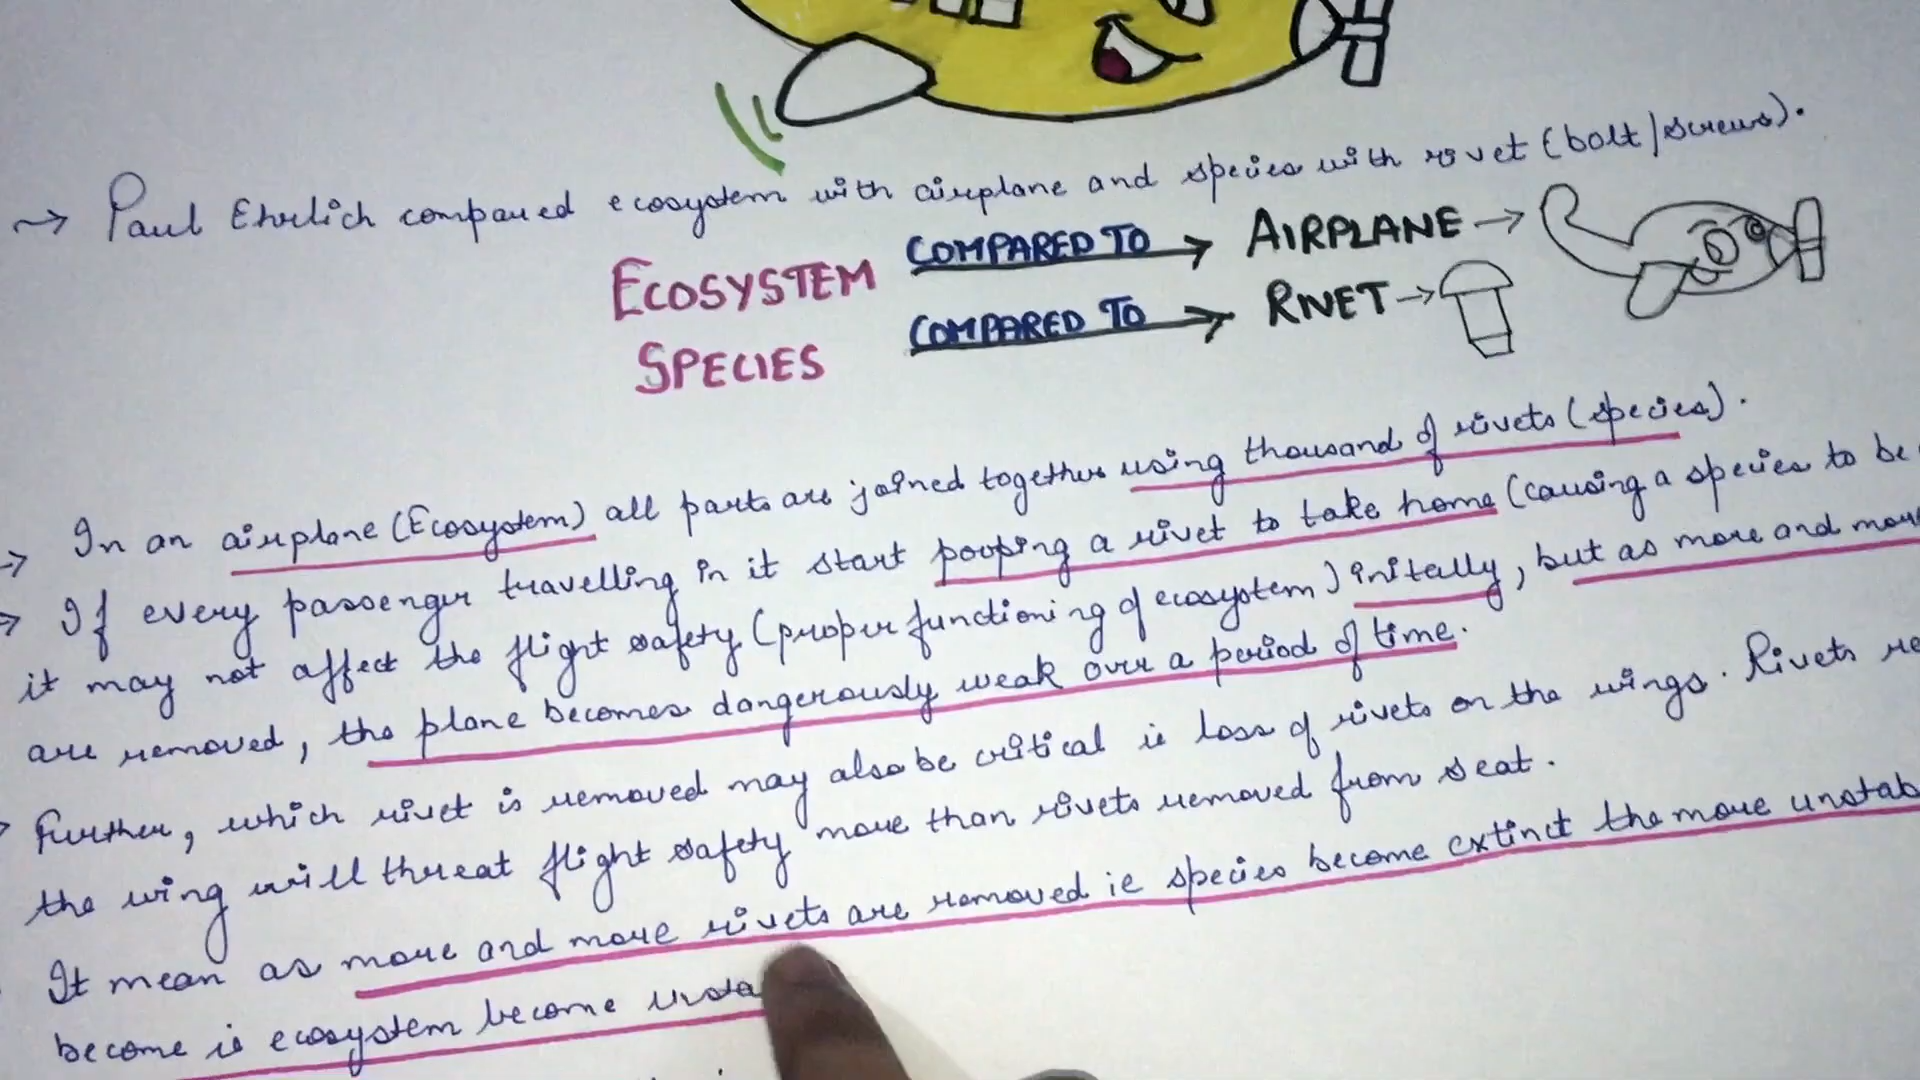 ~> Paul Ehrlich compared ecosystem with airplane and species with rivet (bolt/screws).
ECOSYSTEM COMPARED TO → AIRPLANE →
SPECIES COMPARED TO → RIVET →
→ In an airplane (Ecosystem) all parts are joined together using thousand of rivets (species).
→ If every passenger travelling in it start pooping a rivet to take home (causing a species to be
it may not affect the flight safety (proper functioning of ecosystem) initally, but as more and more
are removed, the plane becomes dangerously weak over a period of time.
Further, which rivet is removed may also be critical ie loss of rivets on the wings. Rivets
the wing will threat flight safety more than rivets removed from seat.
It mean as more and more rivets are removed ie species become extinct the more
become ie ecosystem become